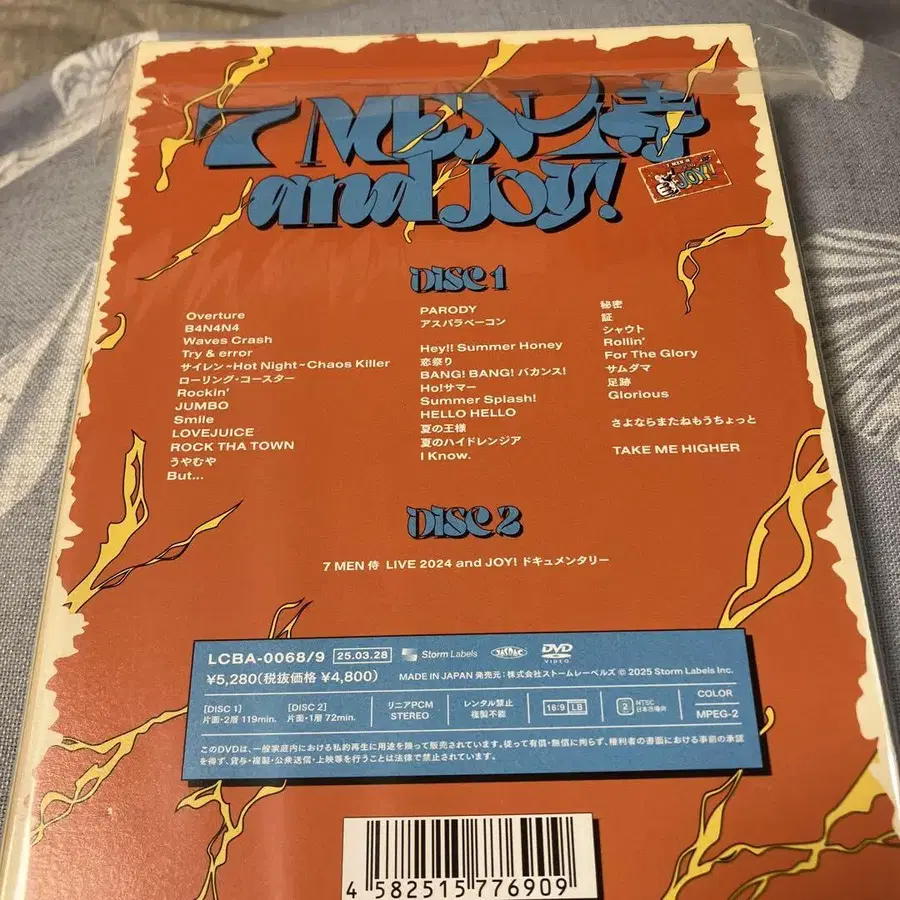 7 MEN 侍
and JOY!
7 MEN 侍
JOY!
DISC 1
Overture
B4N4N4
Waves Crash
Try & error
サイレン~Hot Night~Chaos Killer
ローリング・コースター
Rockin'
JUMBO
Smile
LOVEJUICE
ROCK THA TOWN
うやむや
But...
PARODY
アスパラベーコン
Hey!! Summer Honey
恋祭り
BANG! BANG! バカンス!
Ho!サマー
Summer Splash!
HELLO HELLO
夏の王様
夏のハイドレンジア
I Know.
秘密
証
シャウト
Rollin'
For The Glory
サムダマ
足跡
Glorious
さよならまたねもうちょっと
TAKE ME HIGHER
DISC 2
7 MEN 侍 LIVE 2024 and JOY! ドキュメンタリー
LCBA-0068/9 25.03.28 Storm Labels JASRAC DVD VIDEO
¥5,280(税抜価格 ¥4,800) MADE IN JAPAN 発売元:株式会社ストームレーベルズ © 2025 Storm Labels Inc.
[DISC 1]
片面・2層 119min.
[DISC 2]
片面・1層 72min.
リニアPCM
STEREO
レンタル禁止
複製不能
16:9 LB
2 NTSC
日本市場向
COLOR
MPEG-2
このDVDは、一般家庭内における私的再生に用途を限って販売されています。従って有償・無償に拘らず、権利者の書面における事前の承諾
を得ず、貸与・複製・公衆送信・上映等を行うことは法律で禁止されています。
4 582515 776909